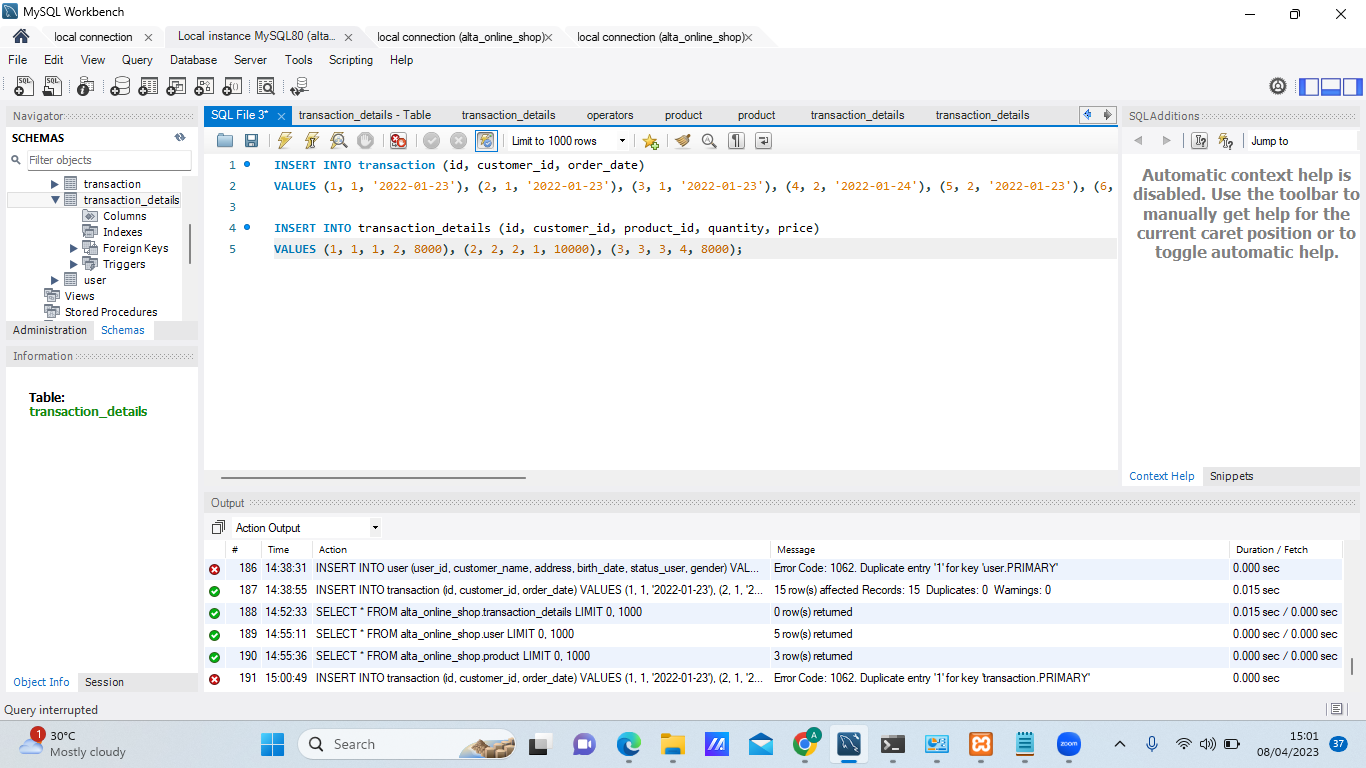 MySQL Workbench
local connection
Local instance MySQL80 (alta...
local connection (alta_online_shop)
local connection (alta_online_shop)
File Edit View Query Database Server Tools Scripting Help
Navigator
SCHEMAS
Filter objects
transaction
transaction_details
Columns
Indexes
Foreign Keys
Triggers
user
Views
Stored Procedures
Administration Schemas
Information
Table:
transaction_details
Object Info Session
SQL File 3* transaction_details - Table transaction_details operators product product transaction_details transaction_details
Limit to 1000 rows
1 INSERT INTO transaction (id, customer_id, order_date)
2 VALUES (1, 1, '2022-01-23'), (2, 1, '2022-01-23'), (3, 1, '2022-01-23'), (4, 2, '2022-01-24'), (5, 2, '2022-01-23'), (6,
3
4 INSERT INTO transaction_details (id, customer_id, product_id, quantity, price)
5 VALUES (1, 1, 1, 2, 8000), (2, 2, 2, 1, 10000), (3, 3, 3, 4, 8000);
SQLAdditions
Jump to
Automatic context help is
disabled. Use the toolbar to
manually get help for the
current caret position or to
toggle automatic help.
Context Help Snippets
Output
Action Output
# Time Action Message Duration / Fetch
186 14:38:31 INSERT INTO user (user_id, customer_name, address, birth_date, status_user, gender) VAL... Error Code: 1062. Duplicate entry '1' for key 'user.PRIMARY' 0.000 sec
187 14:38:55 INSERT INTO transaction (id, customer_id, order_date) VALUES (1, 1, '2022-01-23'), (2, 1, '2... 15 row(s) affected Records: 15 Duplicates: 0 Warnings: 0 0.015 sec
188 14:52:33 SELECT * FROM alta_online_shop.transaction_details LIMIT 0, 1000 0 row(s) returned 0.015 sec / 0.000 sec
189 14:55:11 SELECT * FROM alta_online_shop.user LIMIT 0, 1000 5 row(s) returned 0.000 sec / 0.000 sec
190 14:55:36 SELECT * FROM alta_online_shop.product LIMIT 0, 1000 3 row(s) returned 0.000 sec / 0.000 sec
191 15:00:49 INSERT INTO transaction (id, customer_id, order_date) VALUES (1, 1, '2022-01-23'), (2, 1, '2... Error Code: 1062. Duplicate entry '1' for key 'transaction.PRIMARY' 0.000 sec
Query interrupted
1
30°C
Mostly cloudy
Search
A
zoom
15:01
08/04/2023
37